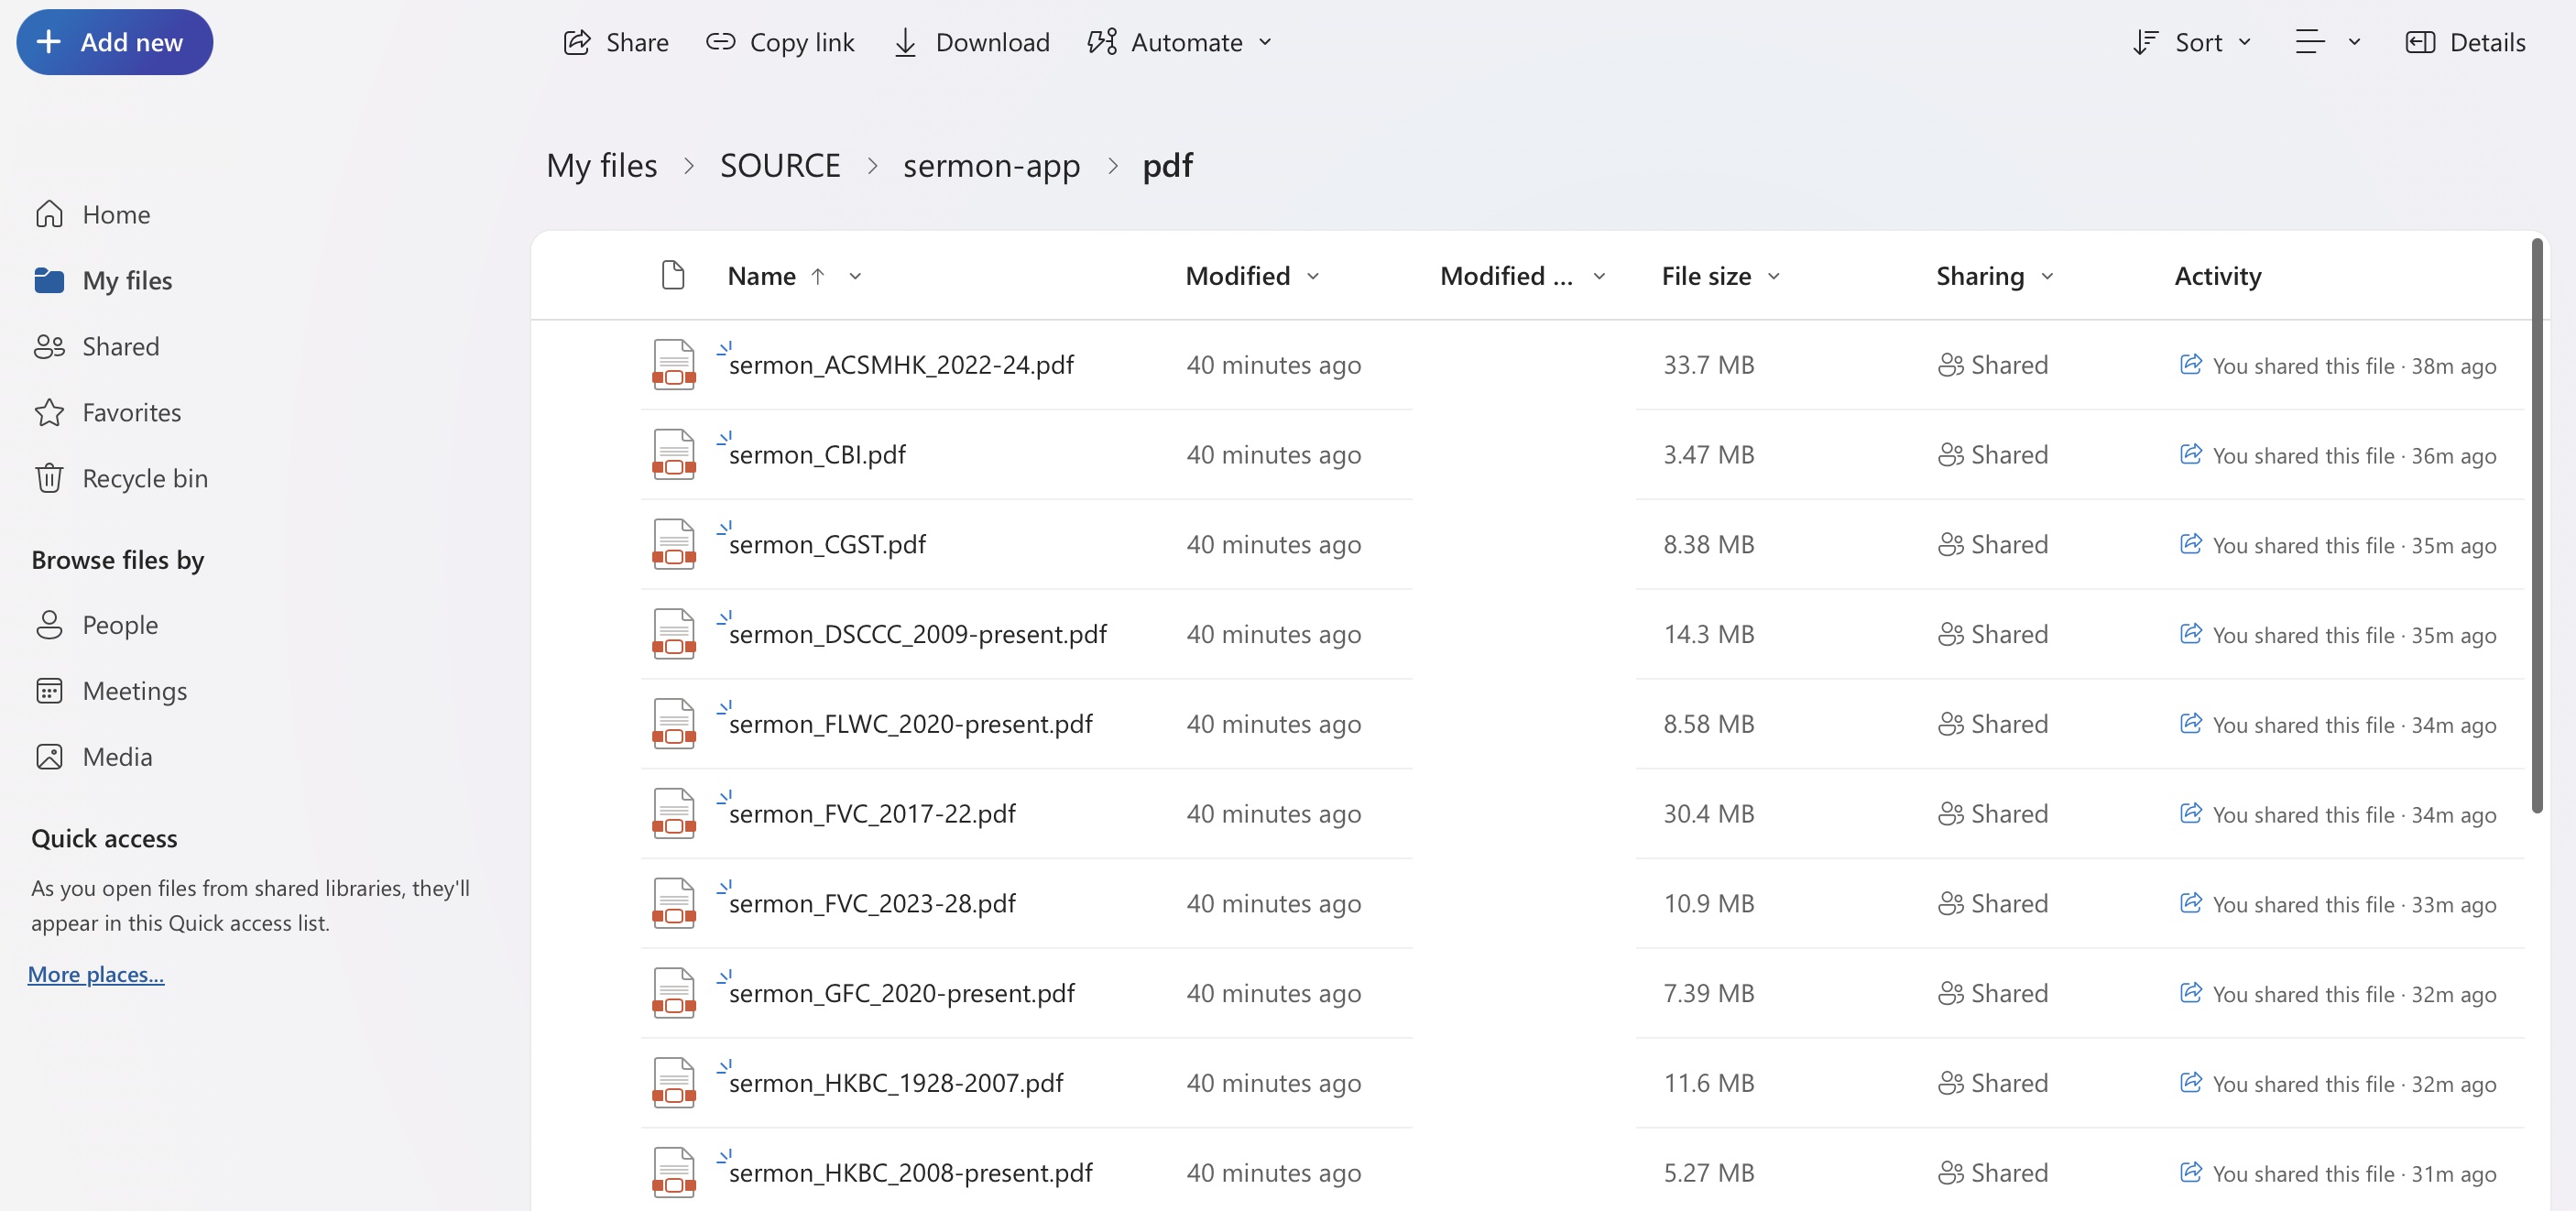 Add new
Share Copy link Download Automate Sort Details
My files > SOURCE > sermon-app > pdf
Home
My files
Shared
Favorites
Recycle bin
Browse files by
People
Meetings
Media
Quick access
As you open files from shared libraries, they'll
appear in this Quick access list.
More places...
Name Modified Modified ... File size Sharing Activity
sermon_ACSMHK_2022-24.pdf 40 minutes ago 33.7 MB Shared You shared this file · 38m ago
sermon_CBI.pdf 40 minutes ago 3.47 MB Shared You shared this file · 36m ago
sermon_CGST.pdf 40 minutes ago 8.38 MB Shared You shared this file · 35m ago
sermon_DSCCC_2009-present.pdf 40 minutes ago 14.3 MB Shared You shared this file · 35m ago
sermon_FLWC_2020-present.pdf 40 minutes ago 8.58 MB Shared You shared this file · 34m ago
sermon_FVC_2017-22.pdf 40 minutes ago 30.4 MB Shared You shared this file · 34m ago
sermon_FVC_2023-28.pdf 40 minutes ago 10.9 MB Shared You shared this file · 33m ago
sermon_GFC_2020-present.pdf 40 minutes ago 7.39 MB Shared You shared this file · 32m ago
sermon_HKBC_1928-2007.pdf 40 minutes ago 11.6 MB Shared You shared this file · 32m ago
sermon_HKBC_2008-present.pdf 40 minutes ago 5.27 MB Shared You shared this file · 31m ago